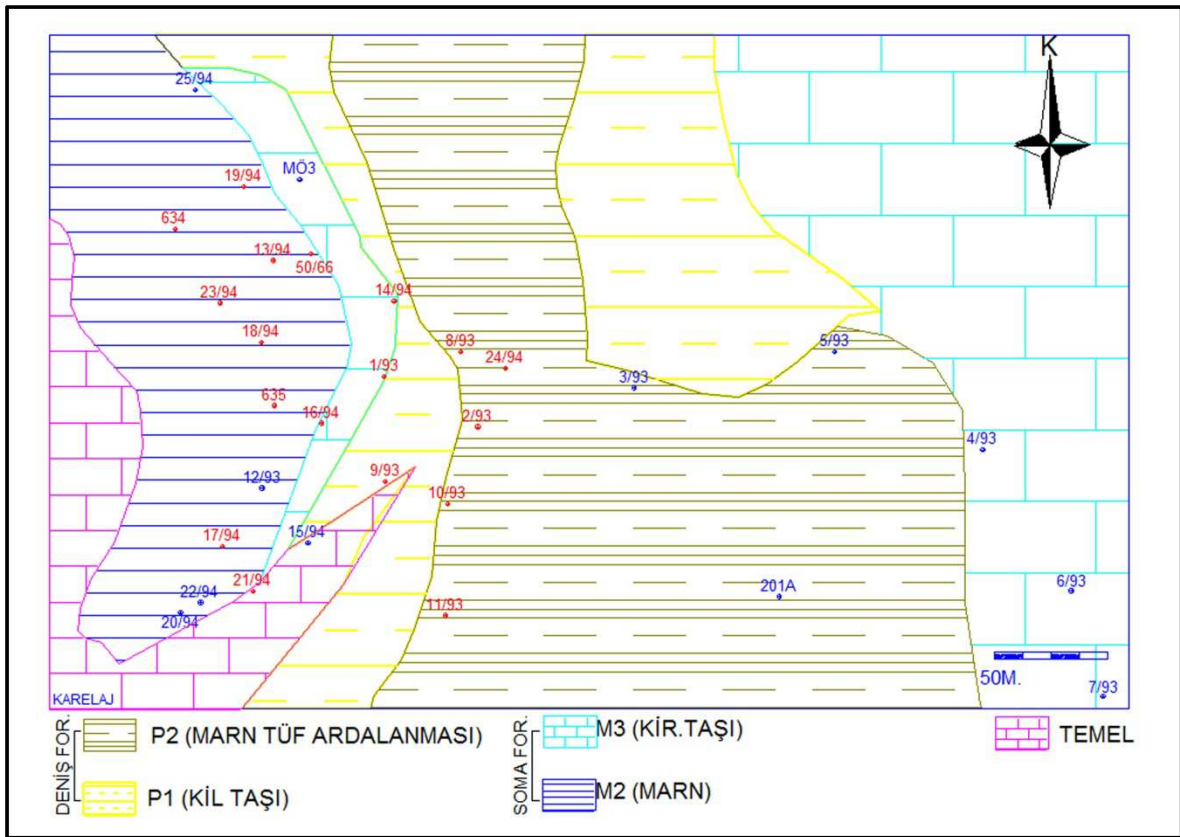 K
25/94
MÖ3
19/94
634
13/94
50/66
23/94
14/94
18/94
8/93
24/94
5/93
1/93
3/93
635
16/94
2/93
4/93
12/93
9/93
10/93
17/94
15/94
21/94
22/94
20/94
201A
6/93
11/93
50M.
7/93
KARELAJ
DENİŞ FOR.
P2 (MARN TÜF ARDALANMASI)
P1 (KİL TAŞI)
SOMA FOR.
M3 (KİR.TAŞI)
M2 (MARN)
TEMEL